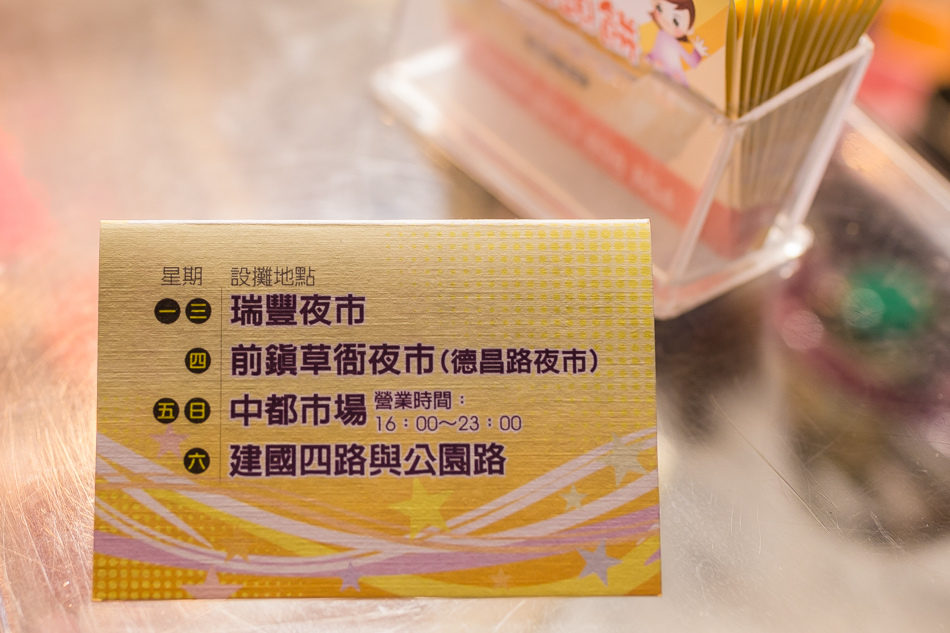 星期 設攤地點
一 三 瑞豐夜市
四 前鎮草衙夜市(德昌路夜市)
五 日 中都市場 營業時間:
16:00~23:00
六 建國四路與公園路